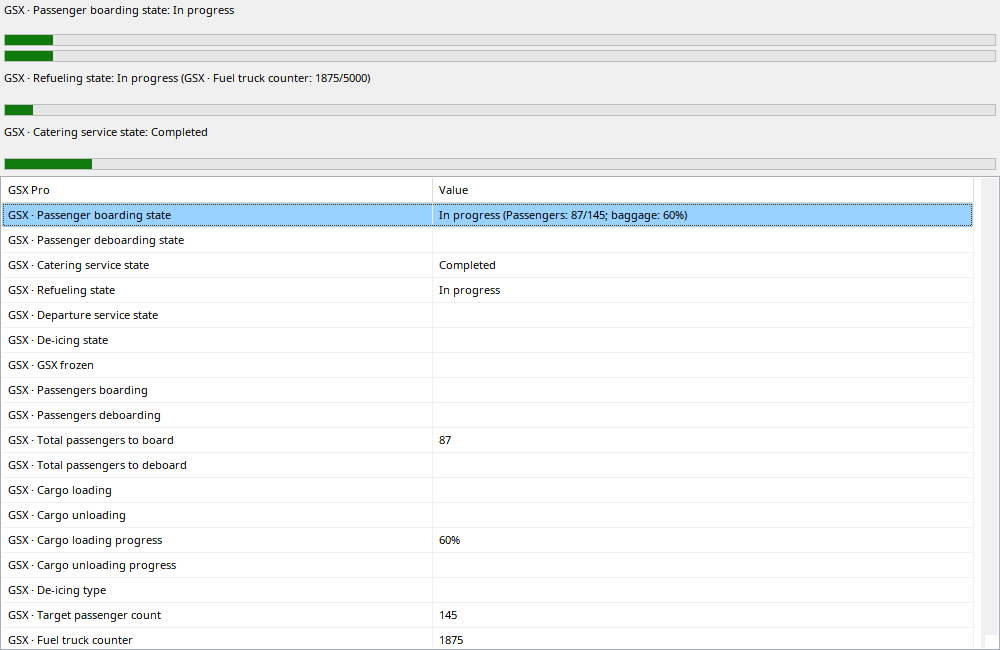 GSX · Passenger boarding state: In progress
GSX · Refueling state: In progress (GSX · Fuel truck counter: 1875/5000)
GSX · Catering service state: Completed
GSX Pro Value
GSX · Passenger boarding state In progress (Passengers: 87/145; baggage: 60%)
GSX · Passenger deboarding state
GSX · Catering service state Completed
GSX · Refueling state In progress
GSX · Departure service state
GSX · De-icing state
GSX · GSX frozen
GSX · Passengers boarding
GSX · Passengers deboarding
GSX · Total passengers to board 87
GSX · Total passengers to deboard
GSX · Cargo loading
GSX · Cargo unloading
GSX · Cargo loading progress 60%
GSX · Cargo unloading progress
GSX · De-icing type
GSX · Target passenger count 145
GSX · Fuel truck counter 1875